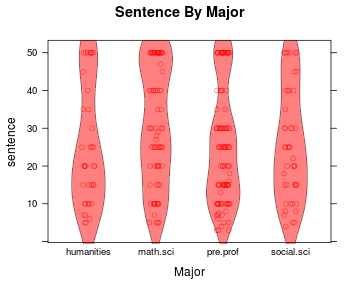 Sentence By Major
50
40
30
20
10
sentence
humanities math.sci pre.prof social.sci
Major